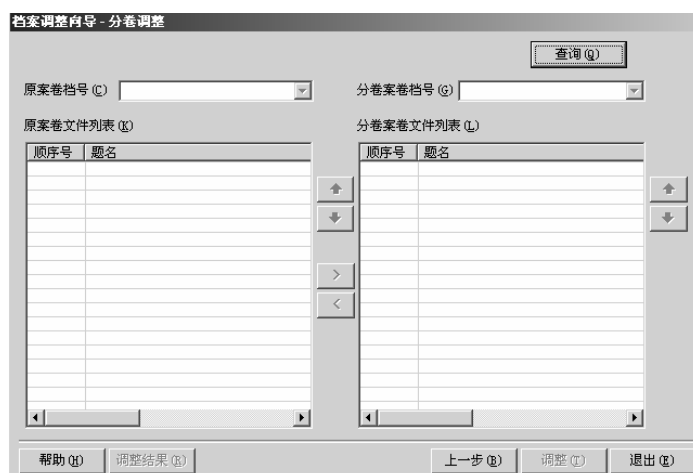 档案调整向导 - 分卷调整
查询(Q)
原案卷档号(C)
分卷案卷档号(G)
原案卷文件列表(K)
分卷案卷文件列表(L)
顺序号 题名
顺序号 题名
帮助(H) 调整结果(R) 上一步(B) 调整(T) 退出(E)